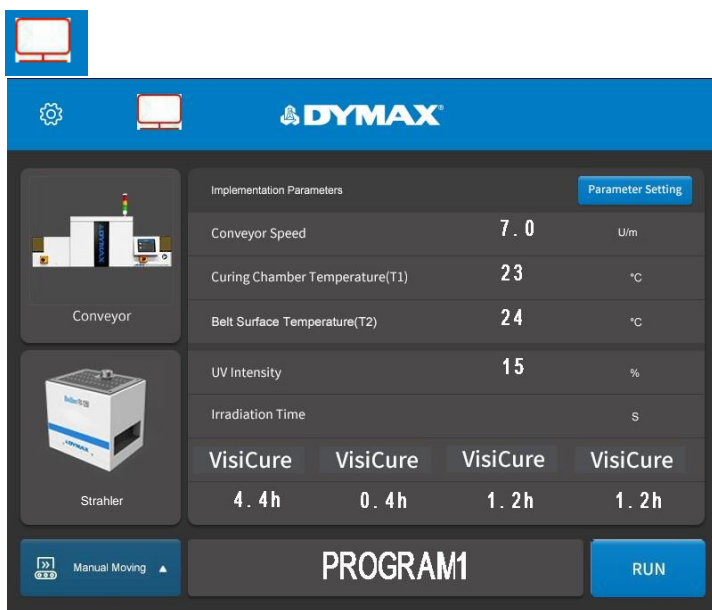 DYMAX®
Implementation Parameters Parameter Setting
Conveyor Speed 7.0 U/m
Curing Chamber Temperature(T1) 23 °C
Conveyor
Belt Surface Temperature(T2) 24 °C
UV Intensity 15 %
Irradiation Time S
DYMAX
VisiCure VisiCure VisiCure VisiCure
Strahler
4.4h 0.4h 1.2h 1.2h
Manual Moving ▲ PROGRAM1 RUN